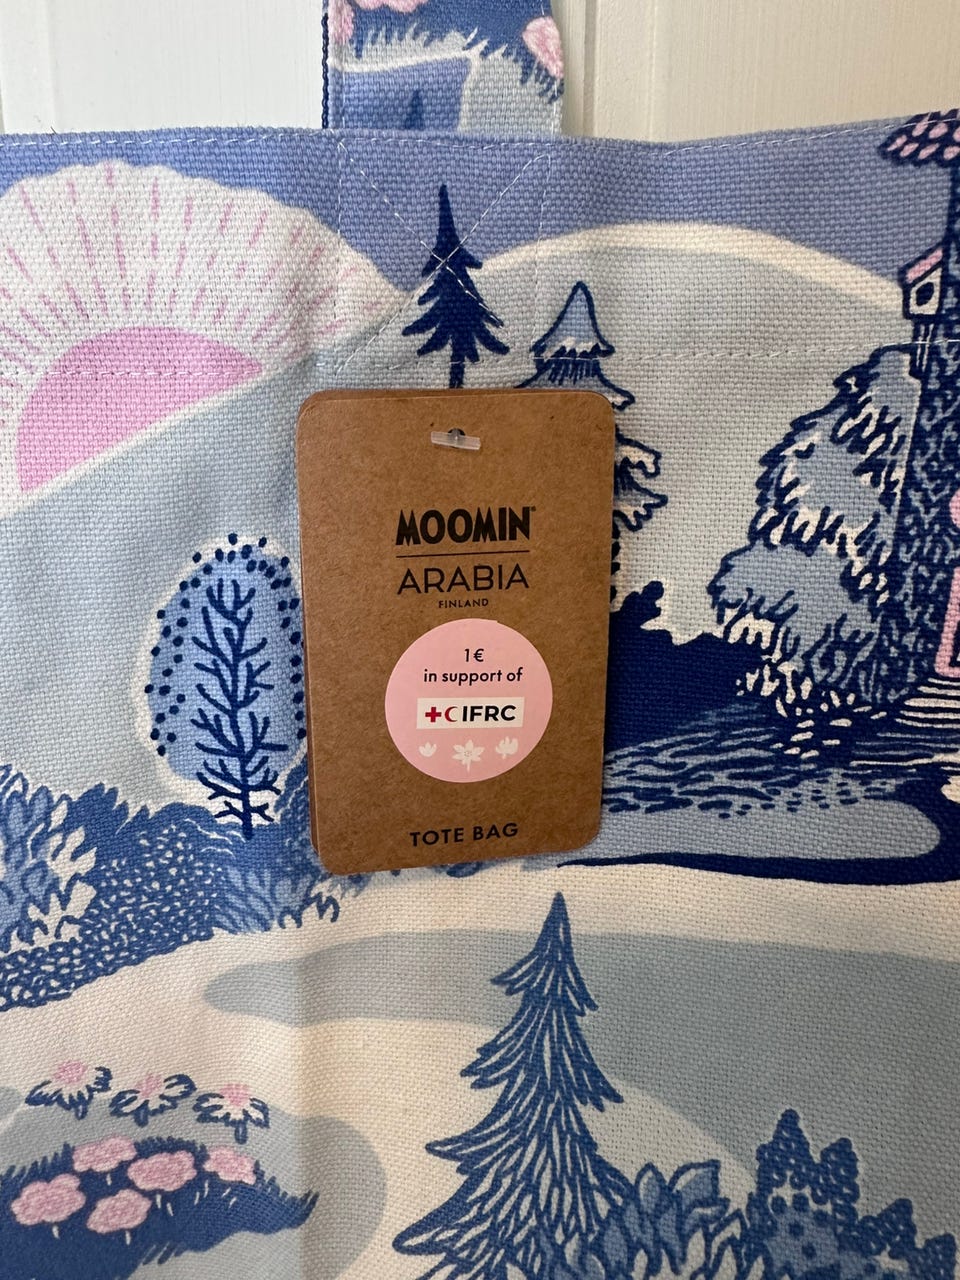 MOOMIN®
ARABIA
FINLAND
1€
in support of
IFRC
TOTE BAG